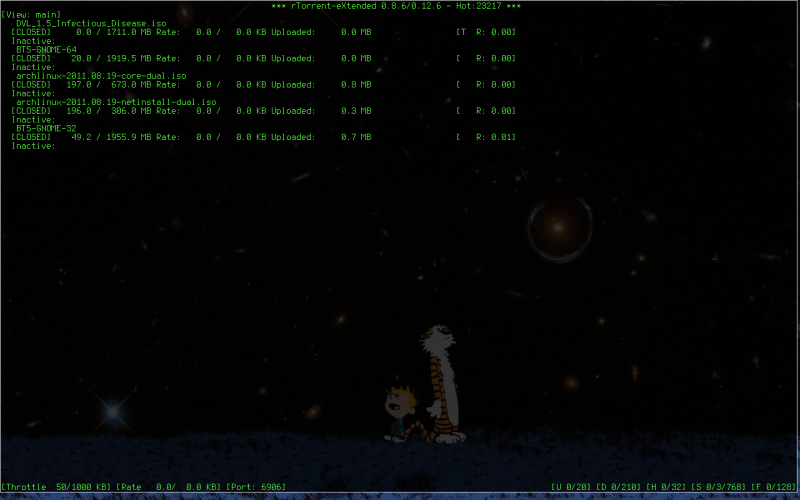 *** rTorrent-eXtended 0.8.6/0.12.6 - Hot:23217 ***
[View: main]
DVL_1.5_Infectious_Disease.iso
[CLOSED] 0.0 / 1711.0 MB Rate: 0.0 / 0.0 KB Uploaded: 0.0 MB [T R: 0.00]
Inactive:
BT5-GNOME-64
[CLOSED] 20.0 / 1919.5 MB Rate: 0.0 / 0.0 KB Uploaded: 0.0 MB [ R: 0.00]
Inactive:
archlinux-2011.08.19-core-dual.iso
[CLOSED] 197.0 / 673.0 MB Rate: 0.0 / 0.0 KB Uploaded: 0.8 MB [ R: 0.00]
Inactive:
archlinux-2011.08.19-netinstall-dual.iso
[CLOSED] 196.0 / 306.0 MB Rate: 0.0 / 0.0 KB Uploaded: 0.3 MB [ R: 0.00]
Inactive:
BT5-GNOME-32
[CLOSED] 49.2 / 1955.9 MB Rate: 0.0 / 0.0 KB Uploaded: 0.7 MB [ R: 0.01]
Inactive:
[Throttle 50/1000 KB] [Rate 0.0/ 0.0 KB] [Port: 6906] [U 0/20] [D 0/210] [H 0/32] [S 0/3/768] [F 0/128]